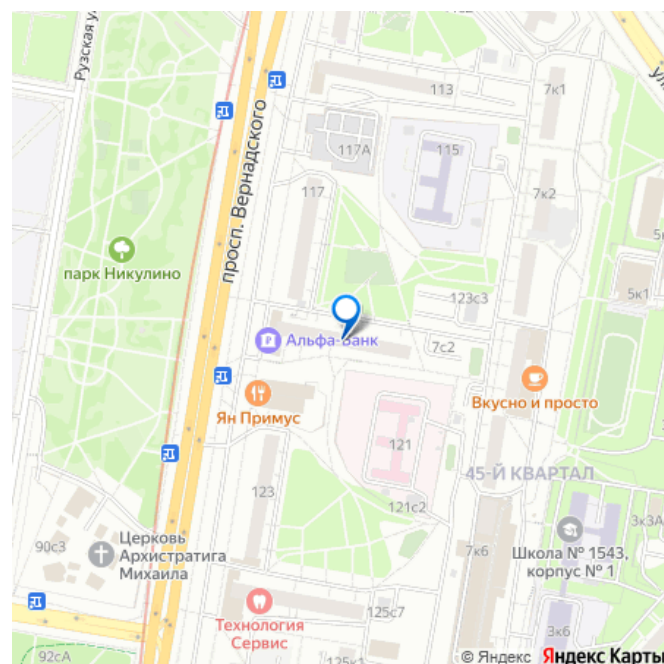 Рузская у
113
7к1
просп. Вернадского
117А
115
117
7к2
парк Никулино
123с3
5к1
Альфа-Банк
7с2
Ян Примус
Вкусно и просто
121
45-Й КВАРТАЛ
123
121с2
3к3А
90с3
Церковь
Архистратига
Михаила
7к6
Школа № 1543,
корпус № 1
Технология
Сервис
125с7
3к6
92сА
© Яндекс Яндекс Карты